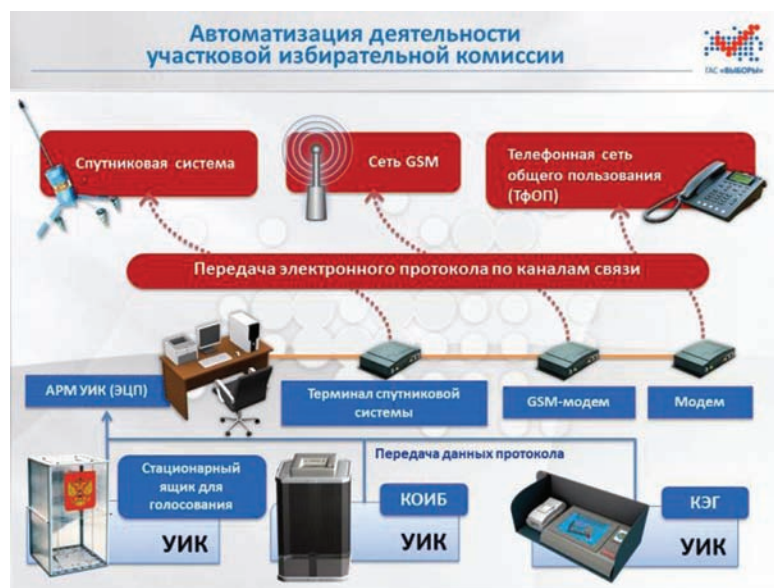 Автоматизация деятельности
участковой избирательной комиссии
ГАС «ВЫБОРЫ»
Спутниковая система
Сеть GSM
Телефонная сеть
общего пользования
(ТфОП)
Передача электронного протокола по каналам связи
АРМ УИК (ЭЦП)
Терминал спутниковой
системы
GSM-модем
Модем
Передача данных протокола
Стационарный
ящик для
голосования
КОИБ
КЭГ
УИК
УИК
УИК